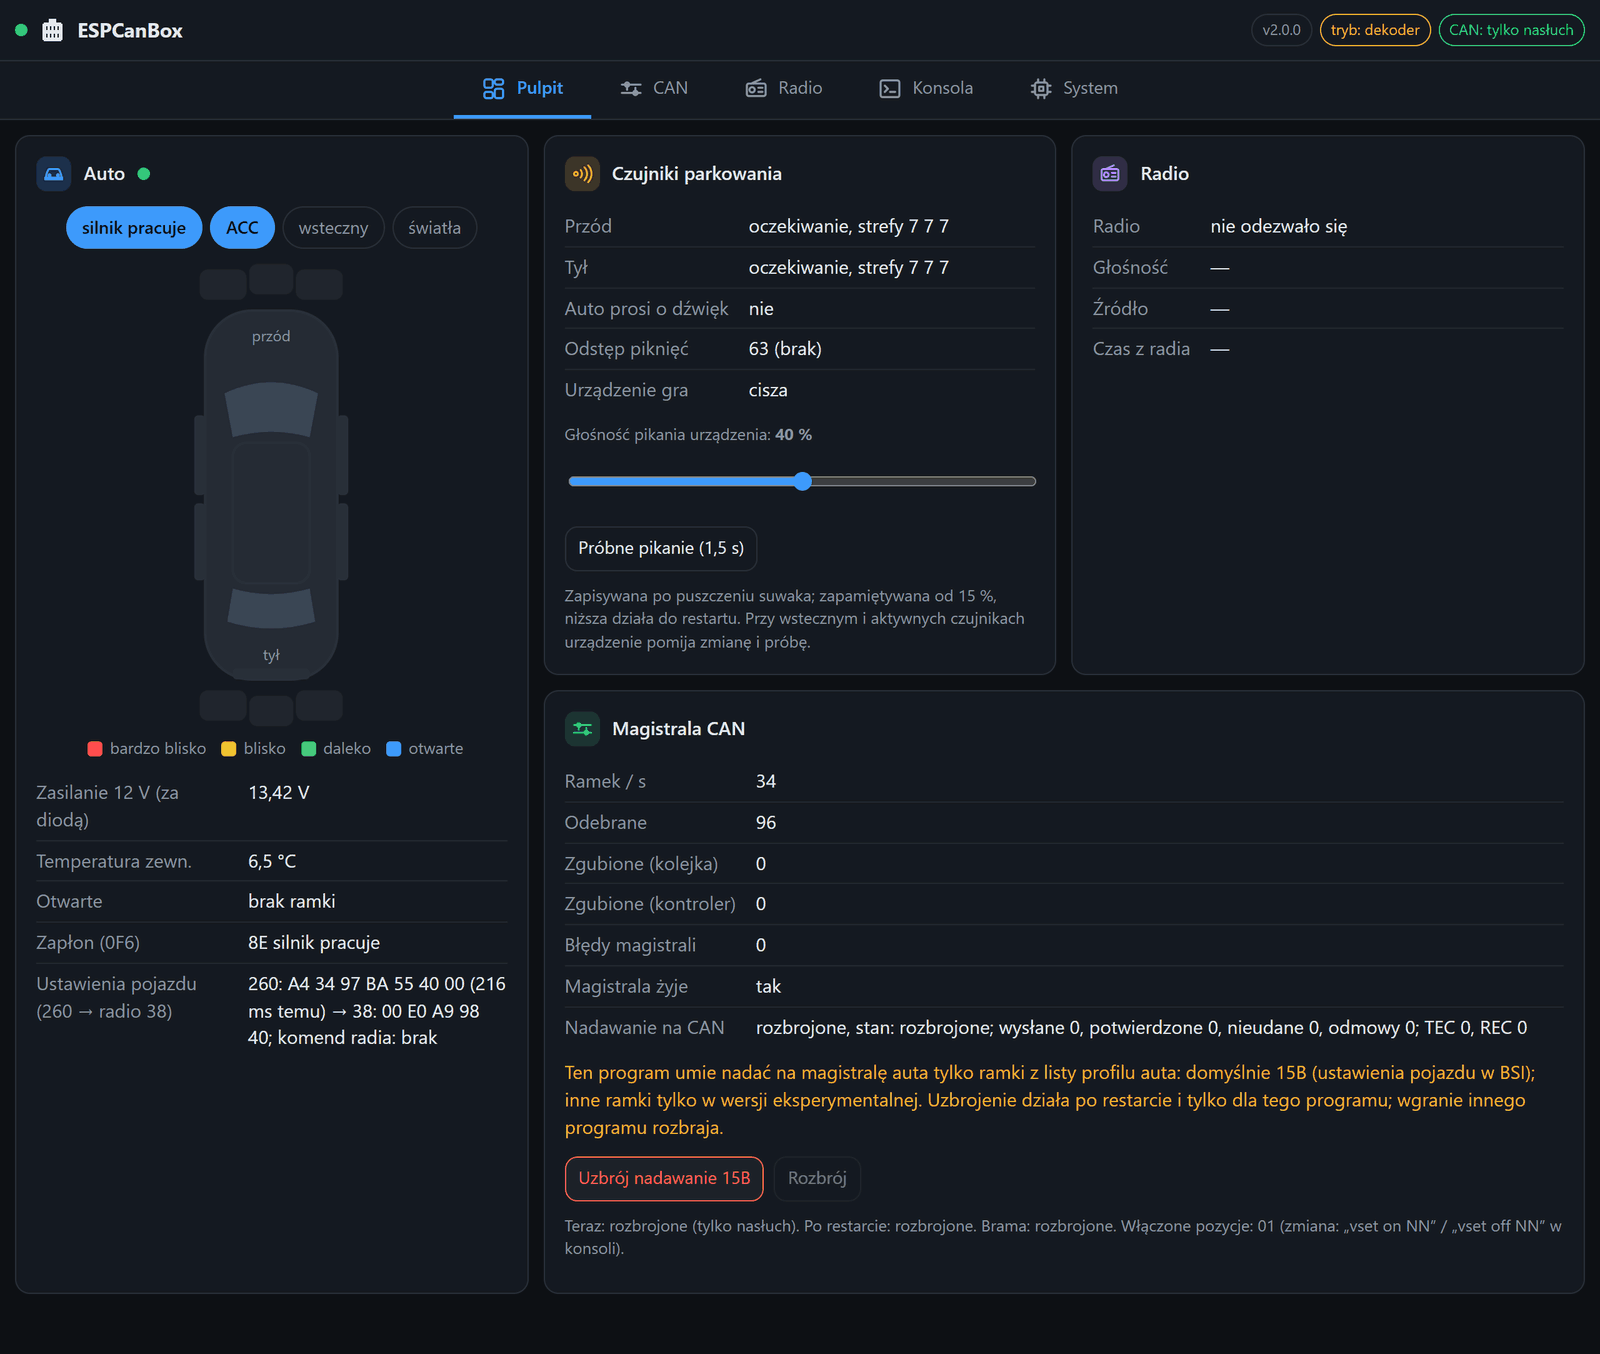 ESPCanBox
v2.0.0
tryb: dekoder
CAN: tylko nasłuch
Pulpit
CAN
Radio
Konsola
System
Auto
silnik pracuje
ACC
wsteczny
światła
przód
tył
bardzo blisko
blisko
daleko
otwarte
Zasilanie 12 V (za
diodą)
13,42 V
Temperatura zewn.
6,5 °C
Otwarte
brak ramki
Zapłon (0F6)
8E silnik pracuje
Ustawienia pojazdu
(260 → radio 38)
260: A4 34 97 BA 55 40 00 (216
ms temu) → 38: 00 E0 A9 98
40; komend radia: brak
Czujniki parkowania
Przód
oczekiwanie, strefy 7 7 7
Tył
oczekiwanie, strefy 7 7 7
Auto prosi o dźwięk
nie
Odstęp piknięć
63 (brak)
Urządzenie gra
cisza
Głośność pikania urządzenia: 40 %
Próbne pikanie (1,5 s)
Zapisywana po puszczeniu suwaka; zapamiętywana od 15 %,
niższa działa do restartu. Przy wstecznym i aktywnych czujnikach
urządzenie pomija zmianę i próbę.
Radio
Radio
nie odezwało się
Głośność
—
Źródło
—
Czas z radia
—
Magistrala CAN
Ramek / s
34
Odebrane
96
Zgubione (kolejka)
0
Zgubione (kontroler)
0
Błędy magistrali
0
Magistrala żyje
tak
Nadawanie na CAN
rozbrojone, stan: rozbrojone; wysłane 0, potwierdzone 0, nieudane 0, odmowy 0; TEC 0, REC 0
Ten program umie nadać na magistralę auta tylko ramki z listy profilu auta: domyślnie 15B (ustawienia pojazdu w BSI);
inne ramki tylko w wersji eksperymentalnej. Uzbrojenie działa po restarcie i tylko dla tego programu; wgranie innego
programu rozbraja.
Uzbrój nadawanie 15B
Rozbrój
Teraz: rozbrojone (tylko nasłuch). Po restarcie: rozbrojone. Brama: rozbrojone. Włączone pozycje: 01 (zmiana: „vset on NN” / „vset off NN” w
konsoli).